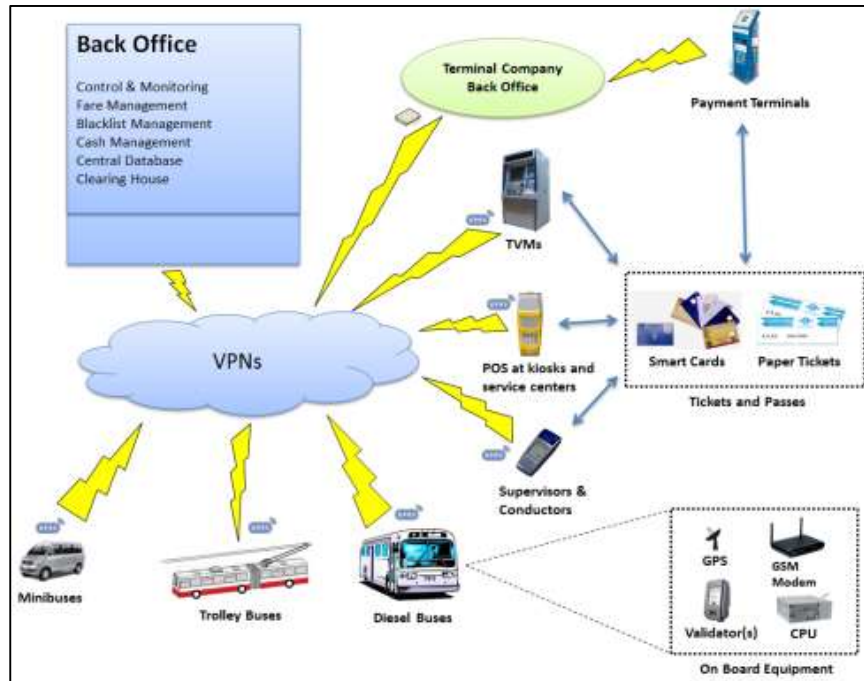 Back Office
Control & Monitoring
Fare Management
Blacklist Management
Cash Management
Central Database
Clearing House
Terminal Company
Back Office
Payment Terminals
TVMs
VPNs
POS at kiosks and
service centers
Smart Cards
Paper Tickets
Tickets and Passes
Supervisors &
Conductors
Minibuses
Trolley Buses
Diesel Buses
GPS
GSM
Modem
Validator(s)
CPU
On Board Equipment